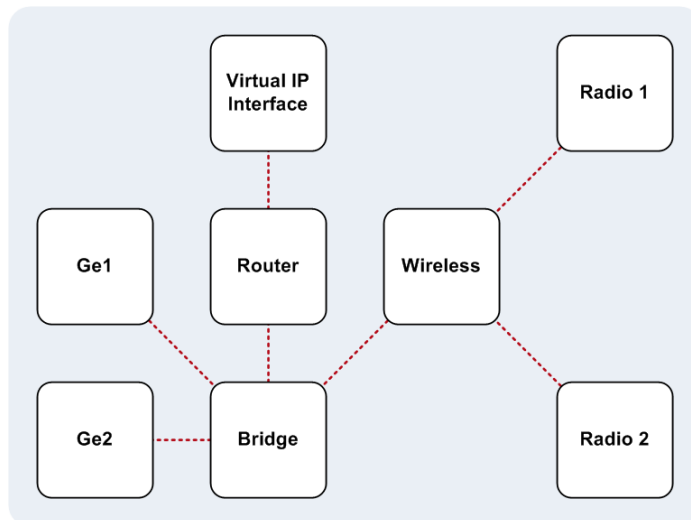 Virtual IP
Interface
Radio 1
Ge1
Router
Wireless
Ge2
Bridge
Radio 2